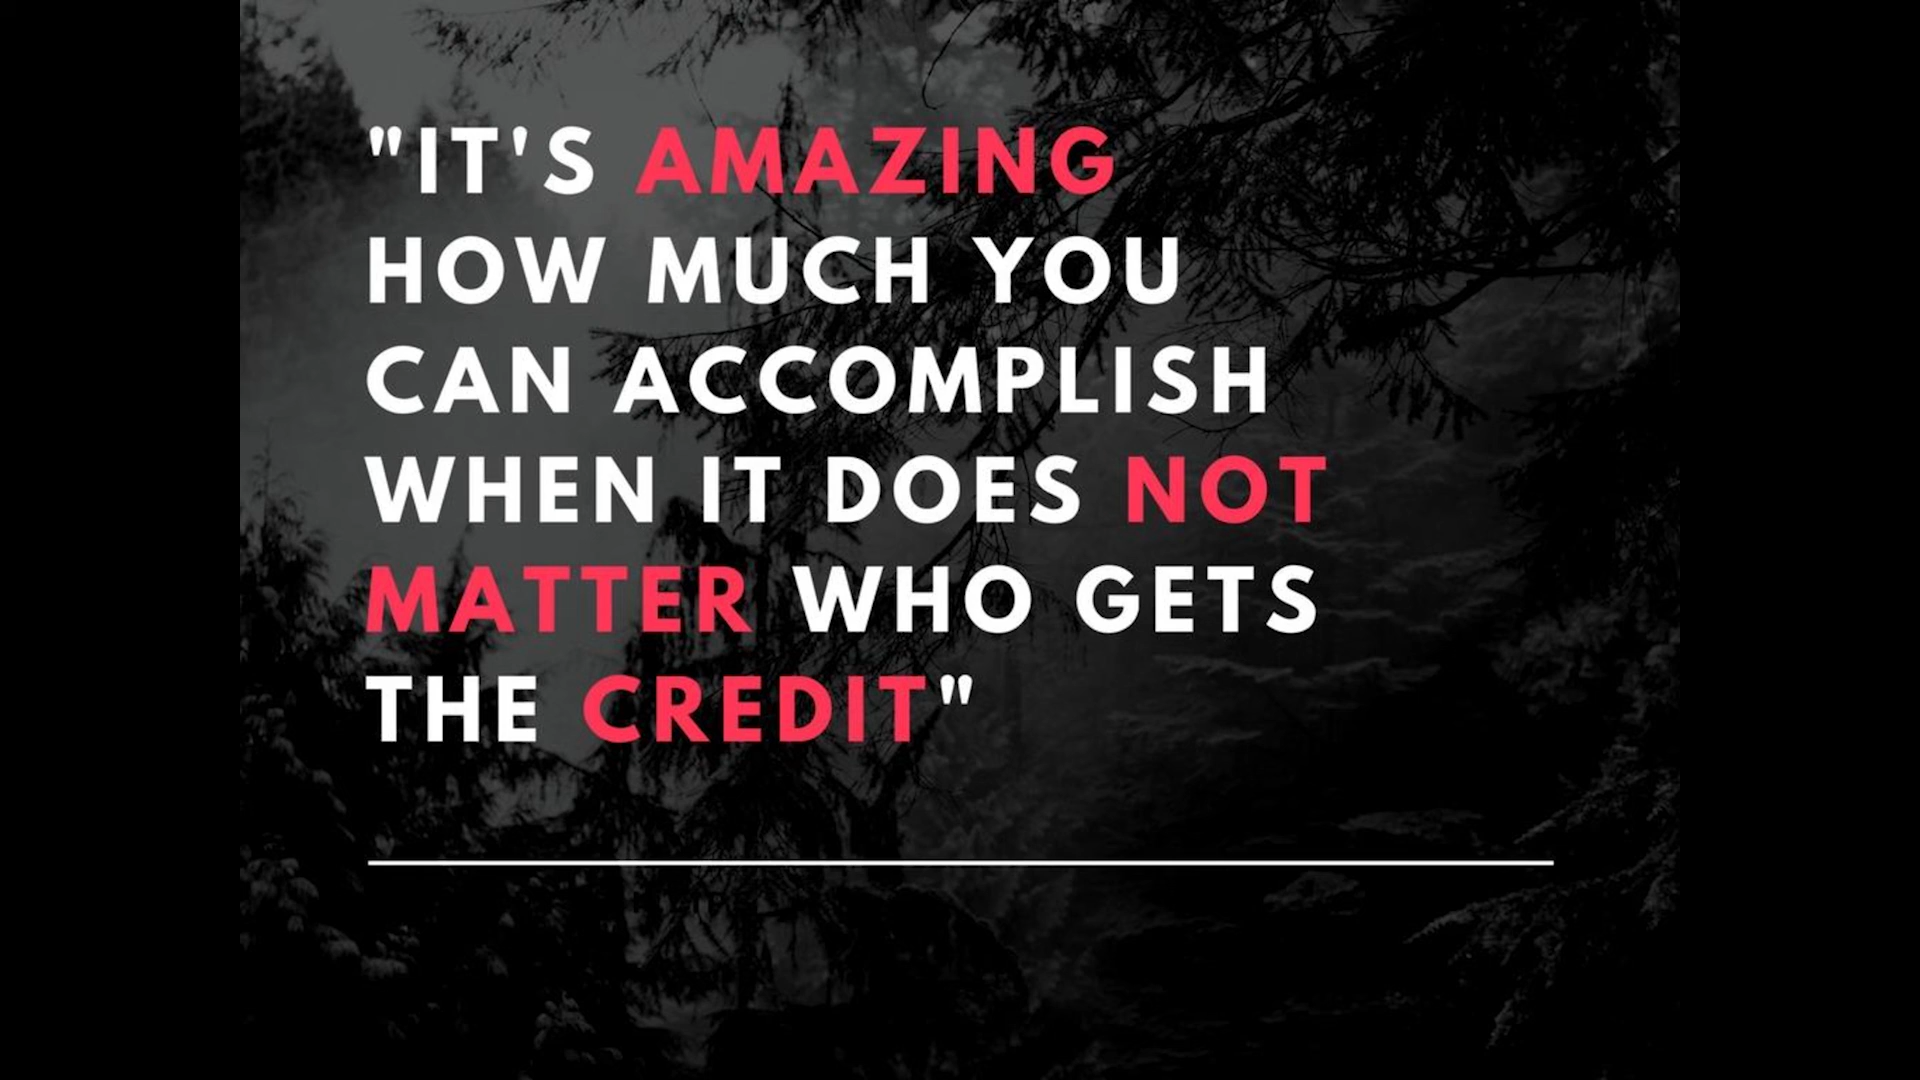 "IT'S AMAZING
HOW MUCH YOU
CAN ACCOMPLISH
WHEN IT DOES NOT
MATTER WHO GETS
THE CREDIT"